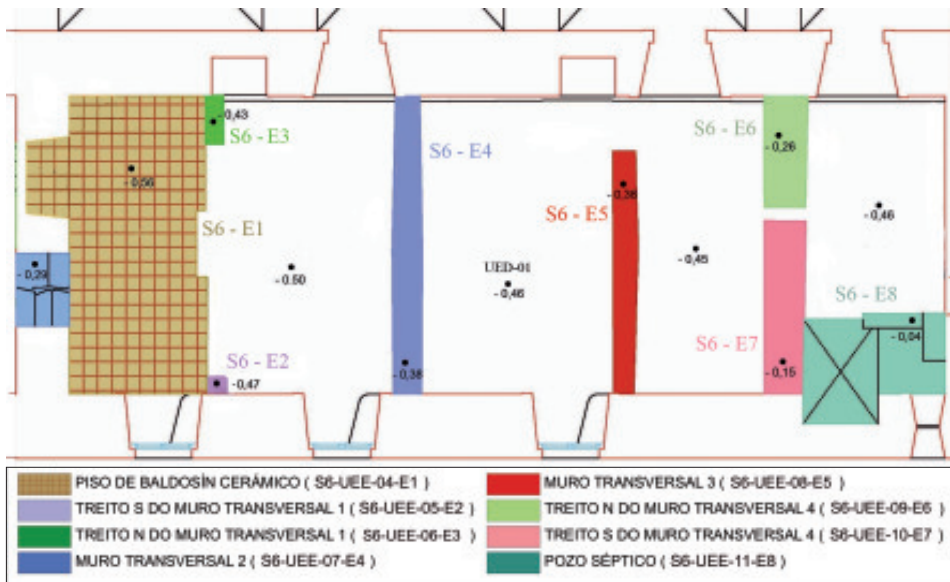 - 0,43
S6 - E3
S6 - E4
S6 - E6
- 0,26
- 0,56
- 0,38
S6 - E5
- 0,46
S6 - E1
- 0,29
- 0.50
UED-01
- 0,46
- 0,45
S6 - E8
- 0,04
S6 - E2
- 0,47
- 0,38
S6 - E7
- 0,15
PISO DE BALDOSÍN CERÁMICO ( S6-UEE-04-E1 )
TREITO S DO MURO TRANSVERSAL 1 ( S6-UEE-05-E2 )
TREITO N DO MURO TRANSVERSAL 1 ( S6-UEE-06-E3 )
MURO TRANSVERSAL 2 ( S6-UEE-07-E4 )
MURO TRANSVERSAL 3 ( S6-UEE-08-E5 )
TREITO N DO MURO TRANSVERSAL 4 ( S6-UEE-09-E6 )
TREITO S DO MURO TRANSVERSAL 4 ( S6-UEE-10-E7 )
POZO SÉPTICO ( S6-UEE-11-E8 )